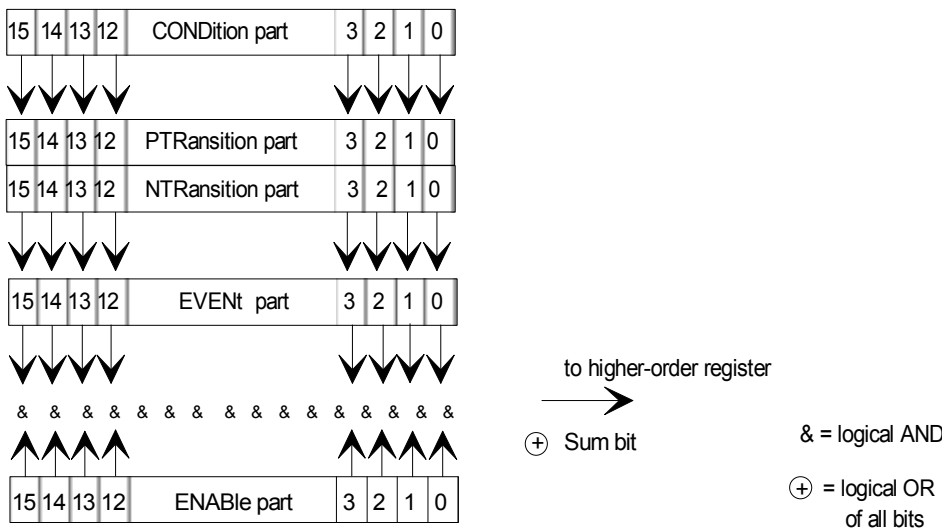 15 14 13 12 CONDition part 3 2 1 0
15 14 13 12 PTRansition part 3 2 1 0
15 14 13 12 NTRansition part 3 2 1 0
15 14 13 12 EVENt part 3 2 1 0
to higher-order register
& & & & & & & & & & & & & & & &
⊕ Sum bit
& = logical AND
15 14 13 12 ENABle part 3 2 1 0
⊕ = logical OR
of all bits